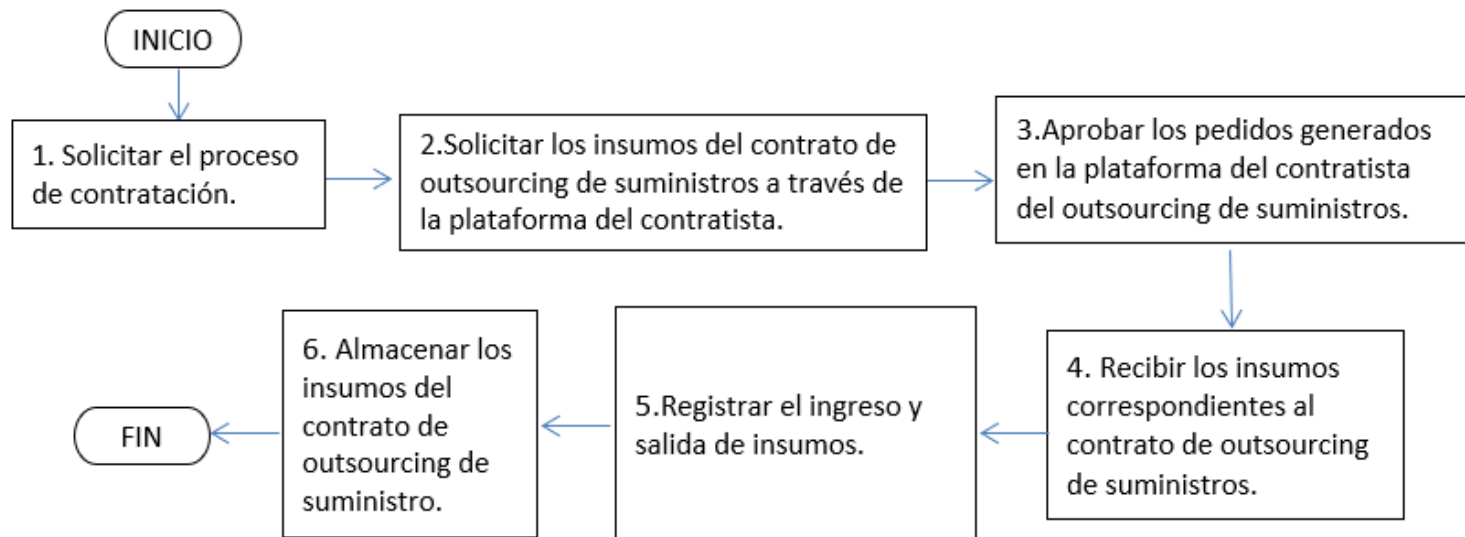 INICIO
1. Solicitar el proceso
de contratación.
2.Solicitar los insumos del contrato de
outsourcing de suministros a través de
la plataforma del contratista.
3.Aprobar los pedidos generados
en la plataforma del contratista
del outsourcing de suministros.
4. Recibir los insumos
correspondientes al
contrato de outsourcing
de suministros.
5.Registrar el ingreso y
salida de insumos.
6. Almacenar los
insumos del
contrato de
outsourcing de
suministro.
FIN